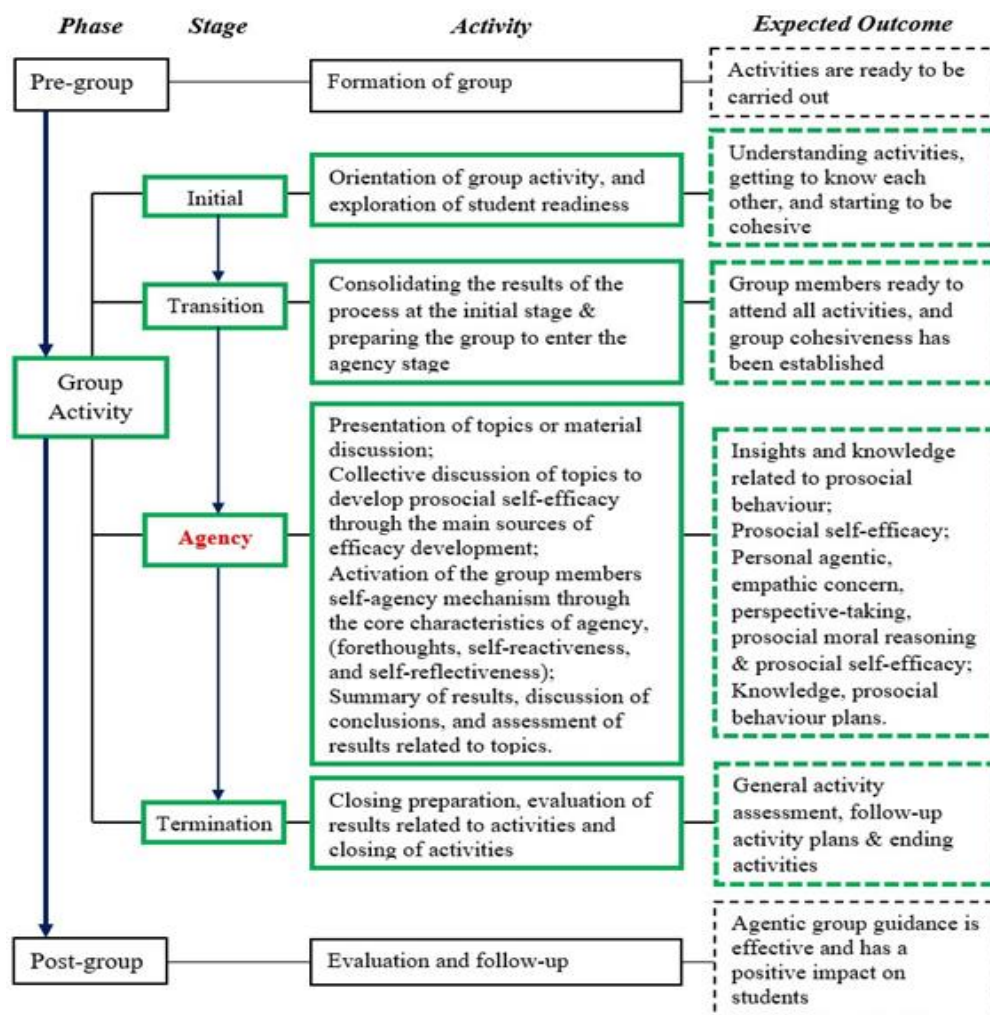 Phase Stage Activity Expected Outcome
Pre-group
Formation of group
Activities are ready to be
carried out
Initial
Orientation of group activity, and
exploration of student readiness
Understanding activities,
getting to know each
other, and starting to be
cohesive
Transition
Consolidating the results of the
process at the initial stage &
preparing the group to enter the
agency stage
Group members ready to
attend all activities, and
group cohesiveness has
been established
Group
Activity
Agency
Presentation of topics or material
discussion;
Collective discussion of topics to
develop prosocial self-efficacy
through the main sources of
efficacy development;
Activation of the group members
self-agency mechanism through
the core characteristics of agency,
(forethoughts, self-reactiveness,
and self-reflectiveness);
Summary of results, discussion of
conclusions, and assessment of
results related to topics.
Insights and knowledge
related to prosocial
behaviour;
Prosocial self-efficacy;
Personal agentic,
empathic concern,
perspective-taking,
prosocial moral reasoning
& prosocial self-efficacy;
Knowledge, prosocial
behaviour plans.
Termination
Closing preparation, evaluation of
results related to activities and
closing of activities
General activity
assessment, follow-up
activity plans & ending
activities
Post-group
Evaluation and follow-up
Agentic group guidance is
effective and has a
positive impact on
students